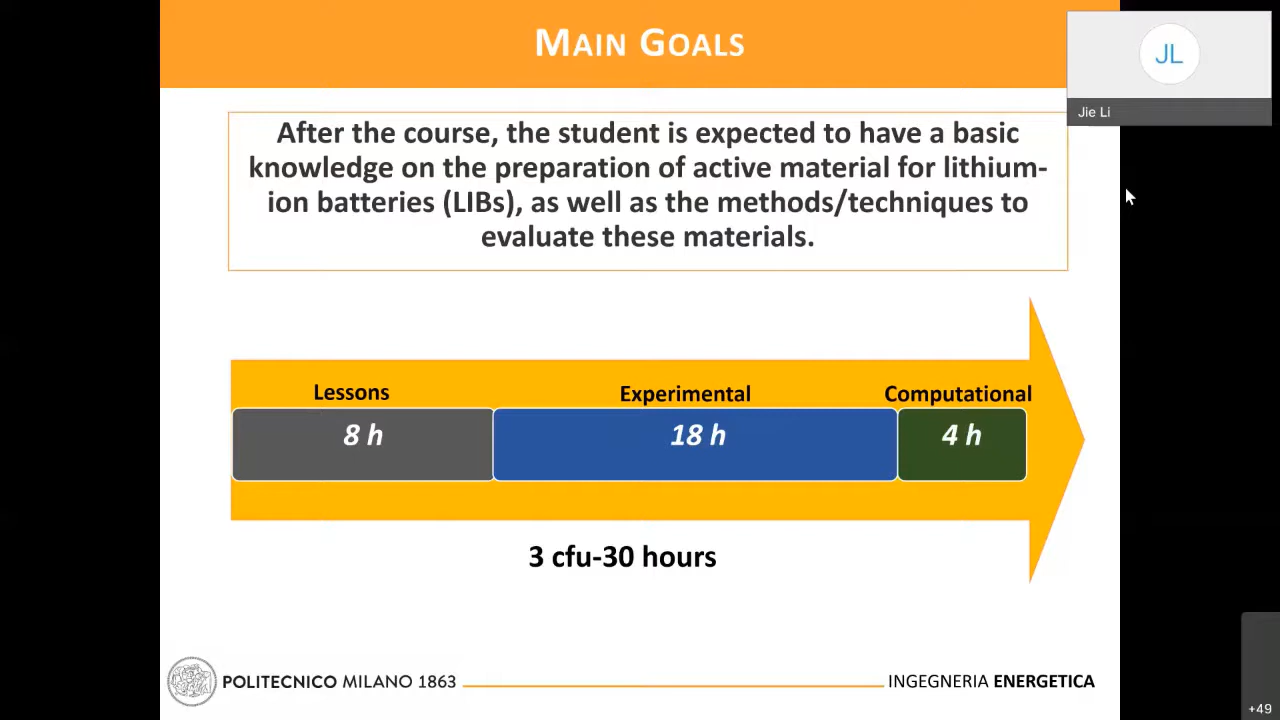 MAIN GOALS
JL
Jie Li
After the course, the student is expected to have a basic
knowledge on the preparation of active material for lithium-
ion batteries (LIBs), as well as the methods/techniques to
evaluate these materials.
Lessons
Experimental
Computational
8 h
18 h
4 h
3 cfu-30 hours
POLITECNICO MILANO 1863
INGEGNERIA ENERGETICA
+49